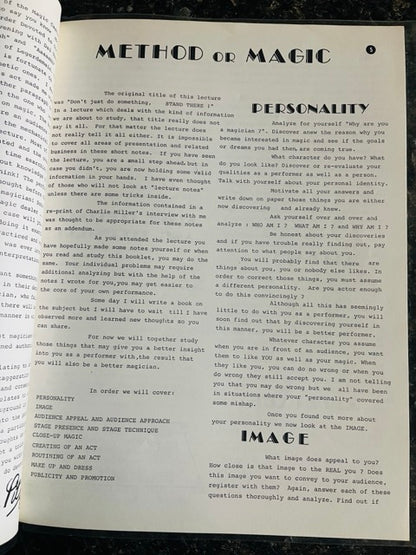 METHOD OR MAGIC
5
The original title of this lecture
was "Don't just do something, STAND THERE !"
In a lecture which deals with the kind of information
we are about to study, that title really does not
say it all. For that matter the lecture does
not really tell it all either. It is impossible
to cover all areas of presentation and related
business in these short notes. If you have seen
the lecture, you are a small step ahead, but in
case you didn't, you are now holding some valid
information in your hands. I have even thought
of those who will not look at "lecture notes"
unless there are some tricks inside.
The information contained in a
re-print of Charlie Miller's interview with me
was thought to be appropriate for these notes
as an addendum.
As you attended the lecture you
have hopefully made some notes yourself or when
you read and study this booklet, you may do the
same. Your individual problems may require
additional analyzing but with the help of the
notes I wrote for you, you may get easier to
the core of your own performance.
Some day I will write a book on
the subject but I will have to wait till I have
observed more and learned new thoughts so you
can share.
For now we will together study
those things that may give you a better insight
into you as a performer with, the result that
you will also be a better magician.
In order we will cover:
PERSONALITY
IMAGE
AUDIENCE APPEAL AND AUDIENCE APPROACH
STAGE PRESENCE AND STAGE TECHNIQUE
CLOSE-UP MAGIC
CREATING OF AN ACT
ROUTINING OF AN ACT
MAKE UP AND DRESS
PUBLICITY AND PROMOTION
PERSONALITY
Analyze for yourself "Why are you
a magician ?". Discover anew the reason why you
became interested in magic and see if the goals
or dreams you had then, are coming true.
What character do you have? What
do you look like? Discover or re-evaluate your
qualities as a performer as well as a person.
Talk with yourself about your personal identity.
Motivate all your answers and
write down on paper those things you are either
now discovering and already knew.
Ask yourself over and over and
analyze : WHO AM I ? WHAT AM I ? AND WHY AM I ?
Be honest about your discoveries
and if you have trouble really finding out, pay
attention to what people say about you.
You will probably find that there are
things about you, you or nobody else likes. In
order to correct those things, you must assume
a different personality. Are you actor enough
to do this convincingly ?
Although all this has seemingly
little to do with you as a performer, you will
soon find out that by discovering yourself in
this manner, you will be a better performer.
Whatever character you assume
when you are in front of an audience, you want
them to like YOU as well as your magic. When
they like you, you can do no wrong or when you
do wrong they still accept you. I am not telling
you that you may do wrong but we all have been
in situations where your "personality" covered
some mishap.
Once you found out more about
your personality we now look at the IMAGE.
IMAGE
What image does appeal to you?
How close is that image to the REAL you ? Does
this image you want to convey to your audience,
register with them? Again, answer each of these
questions thoroughly and analyze. Find out if